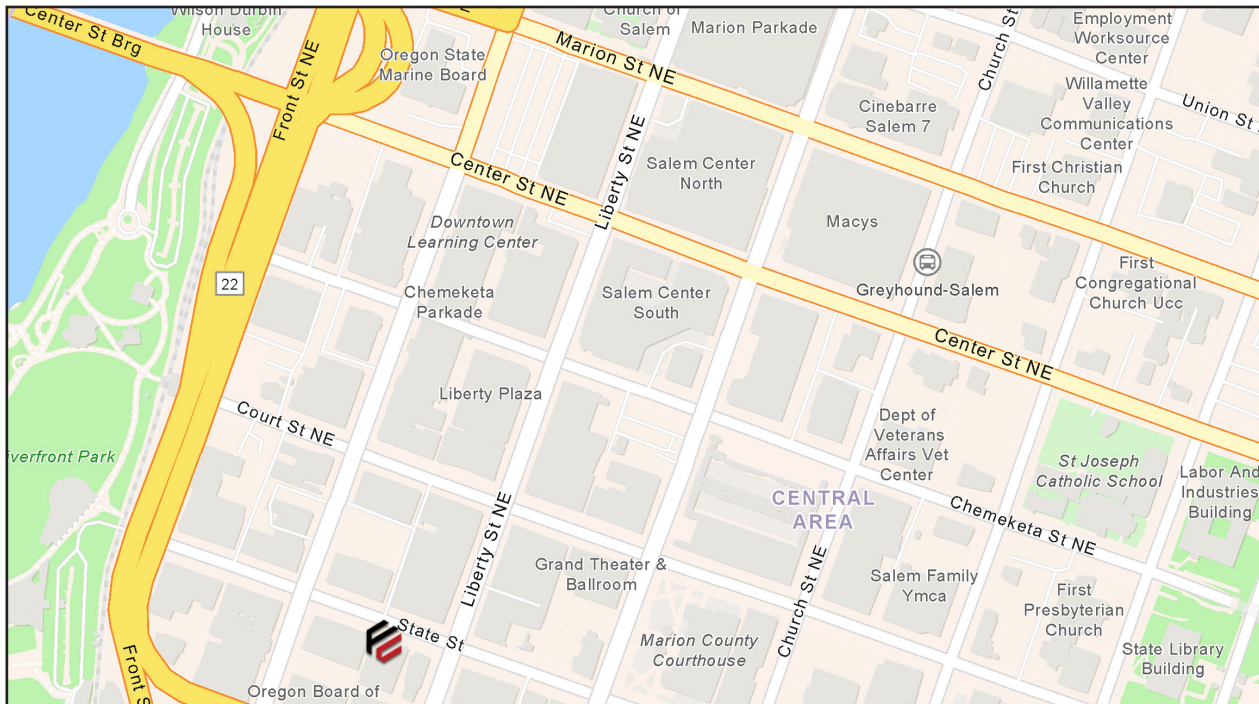 Center St Brg
Wilson Durbin
House
Front St NE
Oregon State
Marine Board
Church of
Salem
Marion Parkade
Marion St NE
Church St
Employment
Worksource
Center
Willamette
Valley
Communications
Center
Union St
Cinebarre
Salem 7
First Christian
Church
Liberty St NE
Salem Center
North
Center St NE
Macys
Downtown
Learning Center
22
Chemeketa
Parkade
Salem Center
South
Greyhound-Salem
First
Congregational
Church Ucc
Center St NE
Liberty Plaza
Court St NE
Dept of
Veterans
Affairs Vet
Center
verfront Park
St Joseph
Catholic School
Labor And
Industries
Building
CENTRAL
AREA
Chemeketa St NE
Liberty St NE
Grand Theater &
Ballroom
Church St NE
Salem Family
Ymca
First
Presbyterian
Church
State St
Marion County
Courthouse
State Library
Building
Front S
Oregon Board of